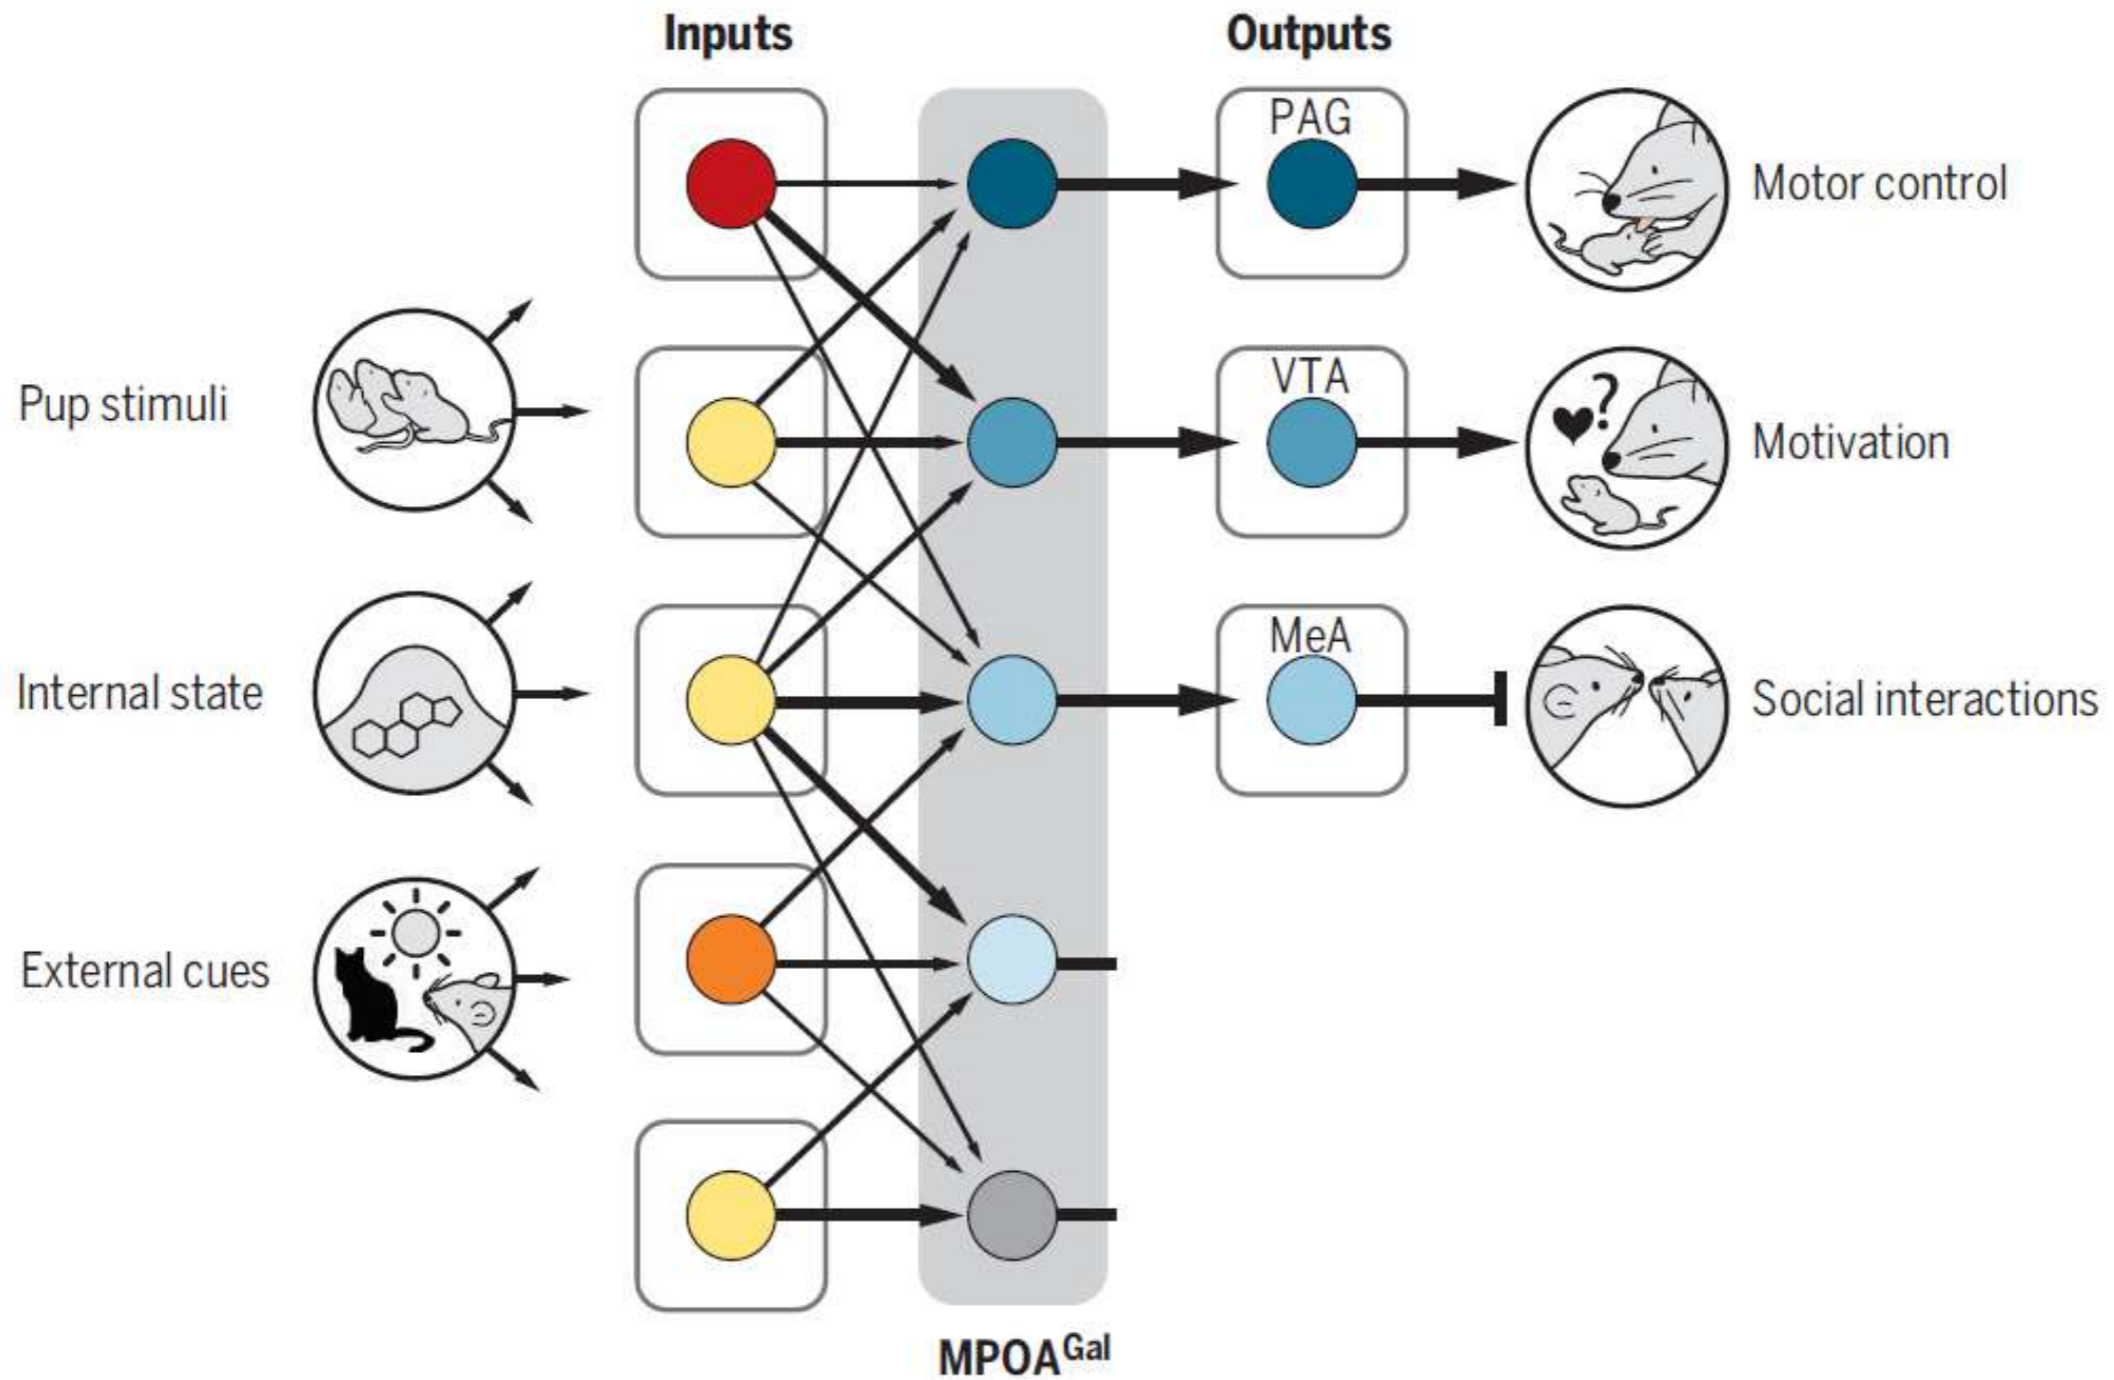 Inputs
Outputs
PAG
Motor control
VTA
Pup stimuli
Motivation
?
MeA
Internal state
Social interactions
External cues
MPOA^Gal